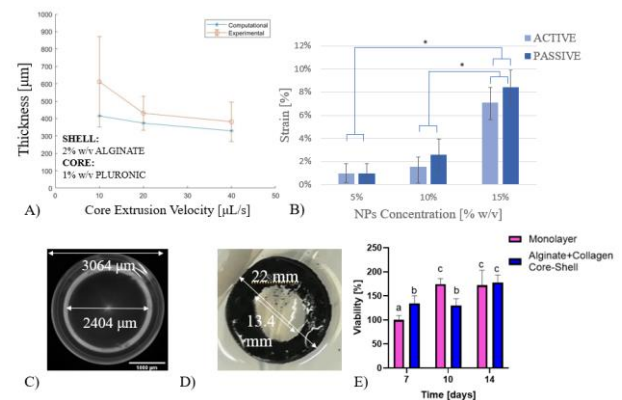 A)
Thickness [μm]
1000
900
800
700
600
500
400
300
200
100
0
0
10
20
30
40
50
Core Extrusion Velocity [μL/s]
Computational
Experimental
SHELL:
2% w/v ALGINATE
CORE:
1% w/v PLURONIC
B)
Strain [%]
12%
10%
8%
6%
4%
2%
0%
5%
10%
15%
NPs Concentration [% w/v]
*
*
ACTIVE
PASSIVE
C)
3064 μm
2404 μm
1000 μm
D)
22 mm
13.4
mm
E)
Viability [%]
250
200
150
100
50
0
a
b
c
b
c
c
7
10
14
Time [days]
Monolayer
Alginate+Collagen
Core-Shell